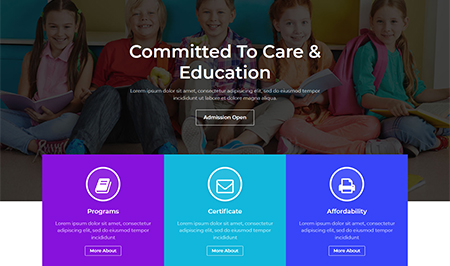 Committed To Care &
Education
Lorem ipsum dolor sit amet, consectetur adipiscing elit, sed do eiusmod tempor
incididunt ut labore et dolore magna aliqua.
Admission Open
Programs
Certificate
Affordability
Lorem ipsum dolor sit amet, consectetur
adipiscing elit, sed do eiusmod tempor
incididunt
Lorem ipsum dolor sit amet, consectetur
adipiscing elit, sed do eiusmod tempor
incididunt
Lorem ipsum dolor sit amet, consectetur
adipiscing elit, sed do eiusmod tempor
incididunt
More About
More About
More About